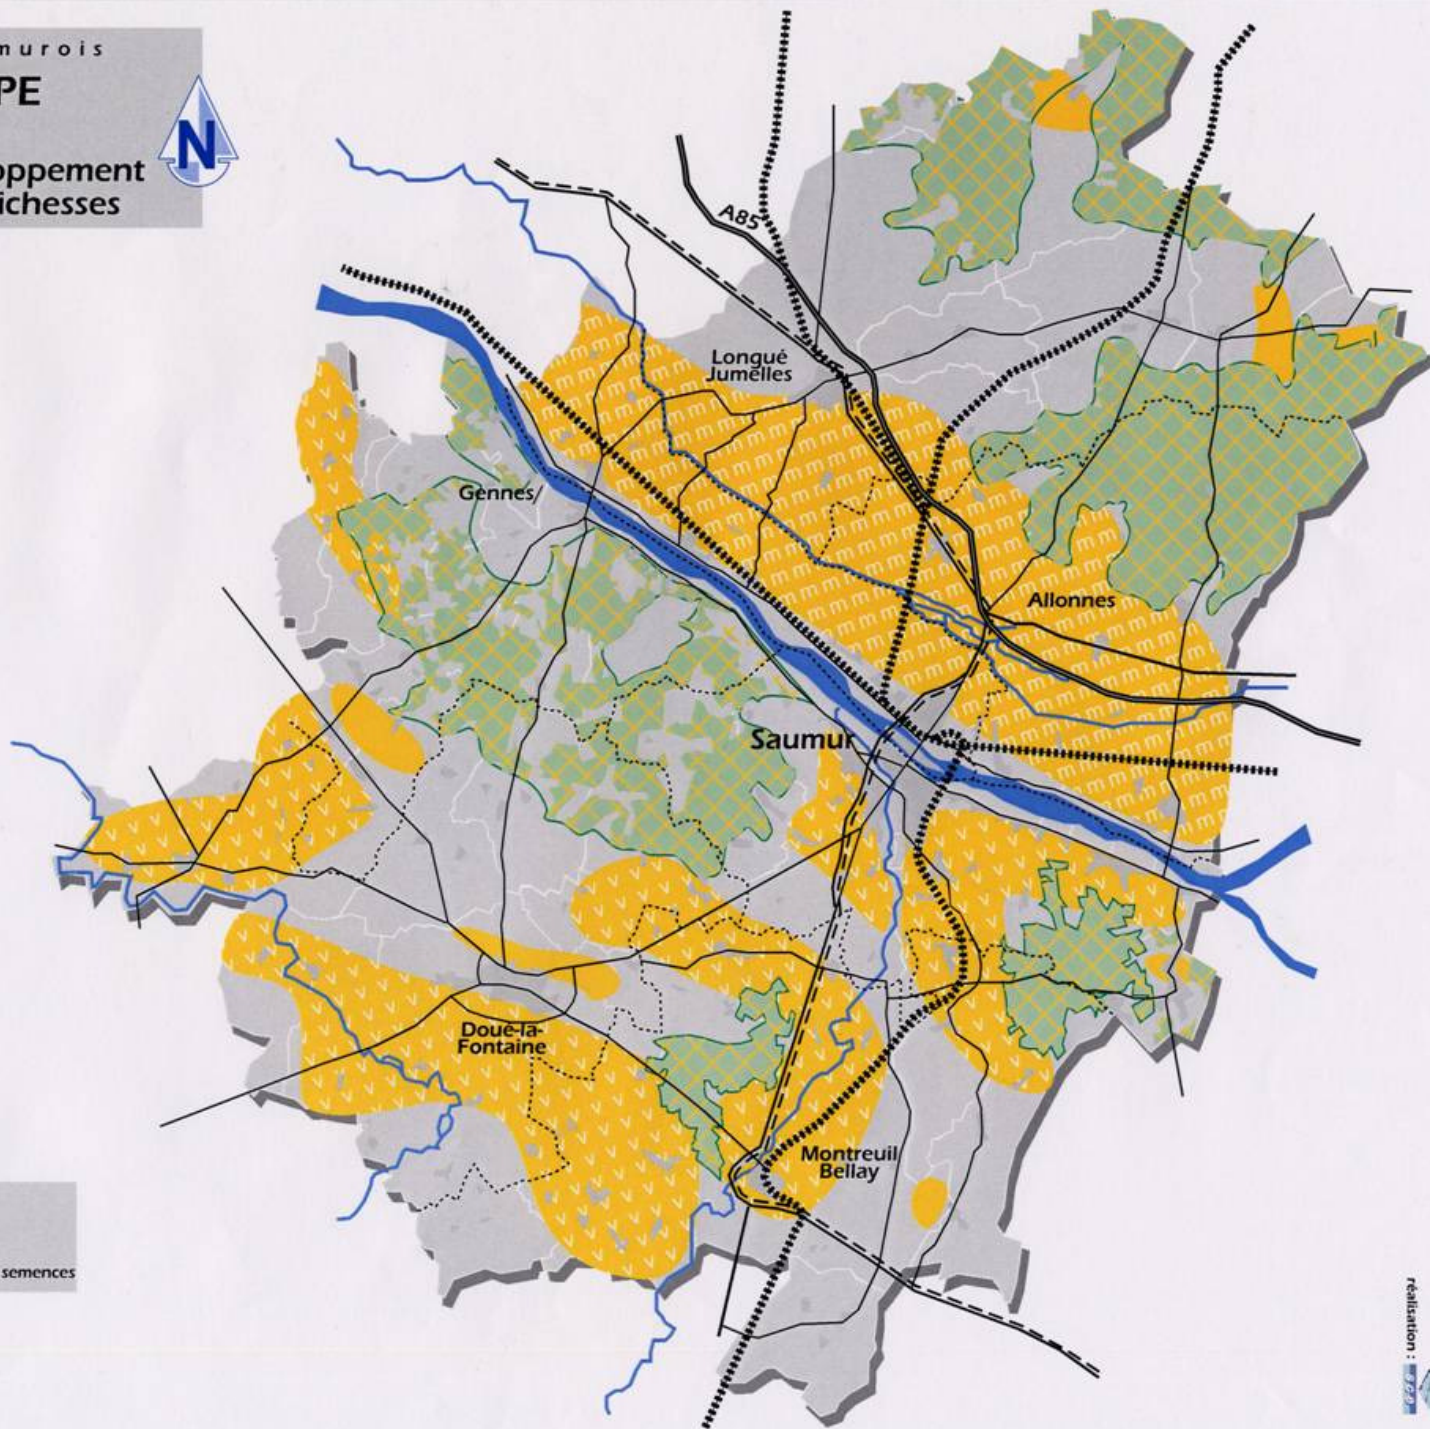 murois
PE
oppement
ichesses
N
A85
Longué
Jumelles
Gennes
Allonnes
Saumur
Doué-la-
Fontaine
Montreuil
Bellay
semences
réalisation :